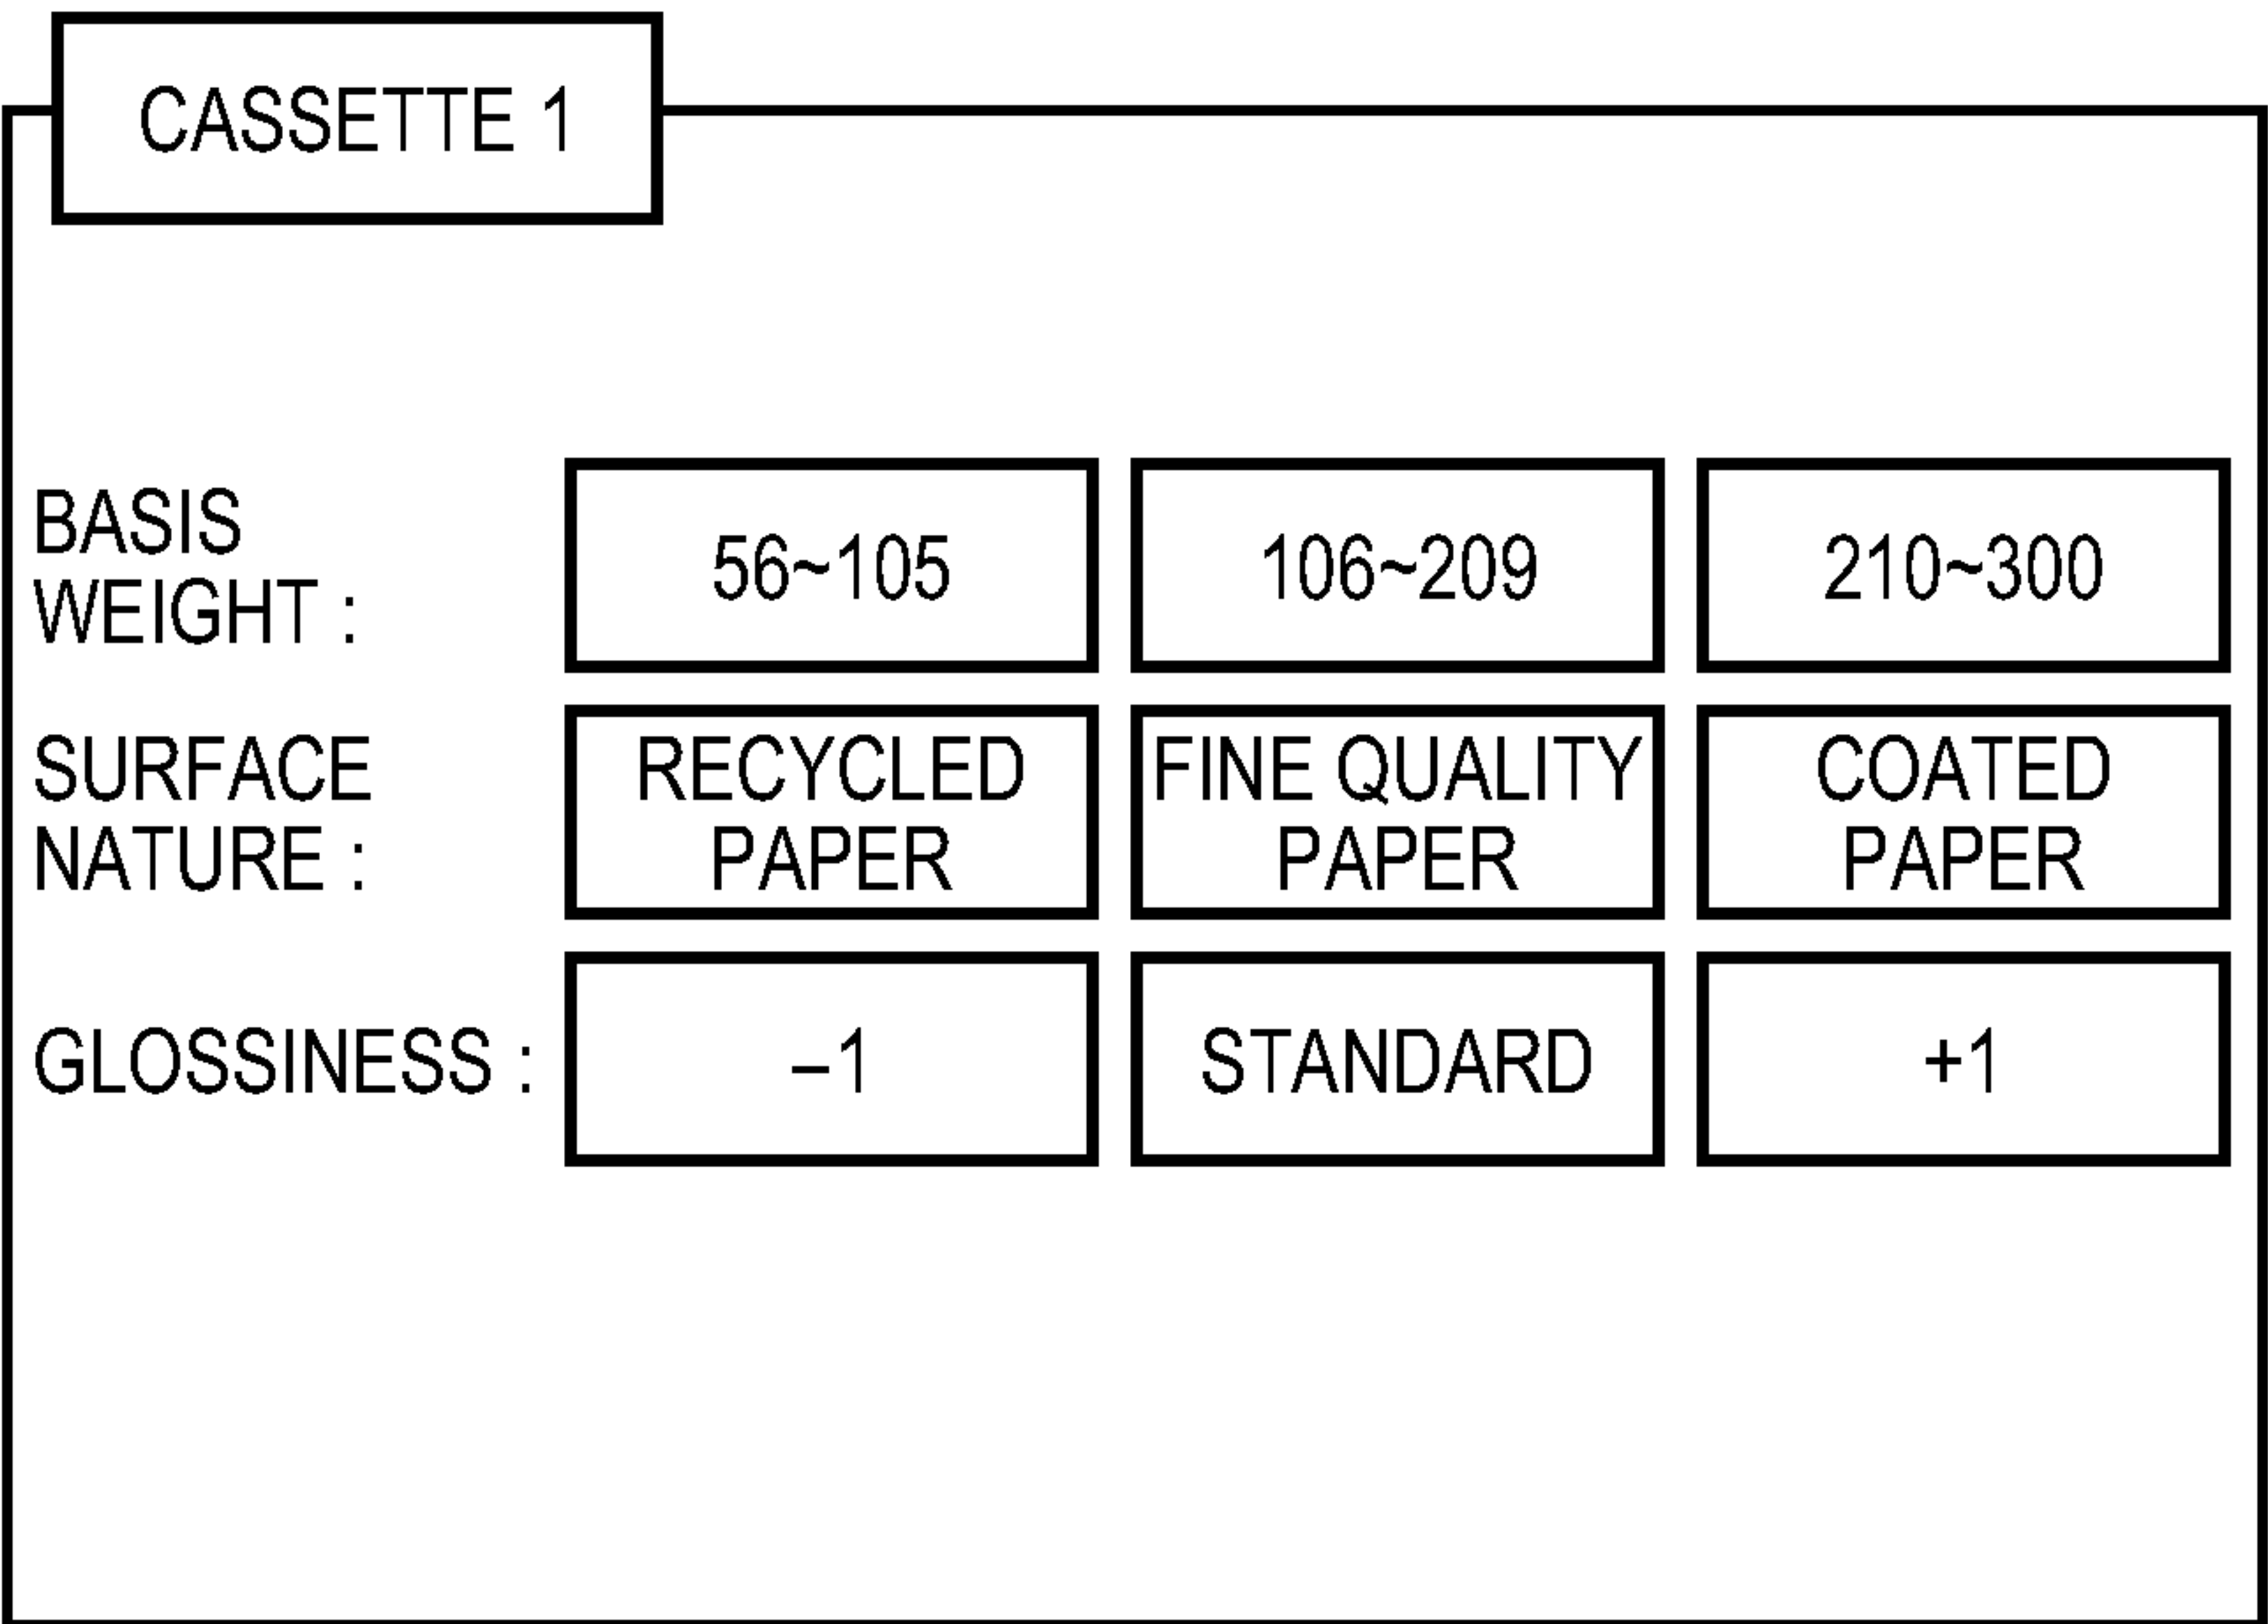 CASSETTE 1
BASIS
WEIGHT :
56~105
106~209
210~300
SURFACE
NATURE :
RECYCLED
PAPER
FINE QUALITY
PAPER
COATED
PAPER
GLOSSINESS :
–1
STANDARD
+1